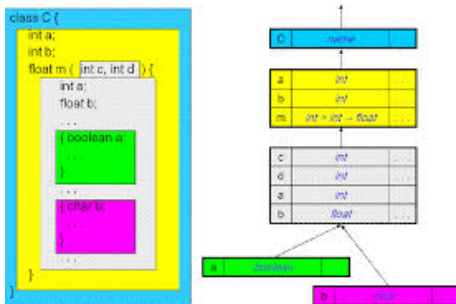 class C {
int a;
int b;
float m ( int c, int d ) {
int a;
float b;
. . .
{ boolean a;
. . .
}
. . .
{ char b;
. . .
}
. . .
}
}
C name
a int . . .
b int
m int × int → float . . .
c int . . .
d int
a int
b float . . .
a boolean
b char